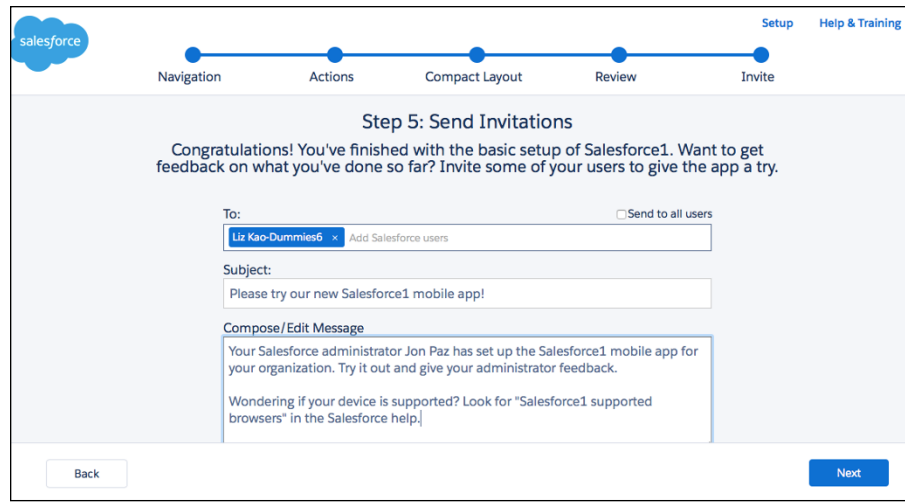 Setup Help & Training
salesforce
Navigation Actions Compact Layout Review Invite
Step 5: Send Invitations
Congratulations! You've finished with the basic setup of Salesforce1. Want to get
feedback on what you've done so far? Invite some of your users to give the app a try.
To: Send to all users
Liz Kao-Dummies6 × Add Salesforce users
Subject:
Please try our new Salesforce1 mobile app!
Compose/Edit Message
Your Salesforce administrator Jon Paz has set up the Salesforce1 mobile app for
your organization. Try it out and give your administrator feedback.
Wondering if your device is supported? Look for "Salesforce1 supported
browsers" in the Salesforce help.
Back Next